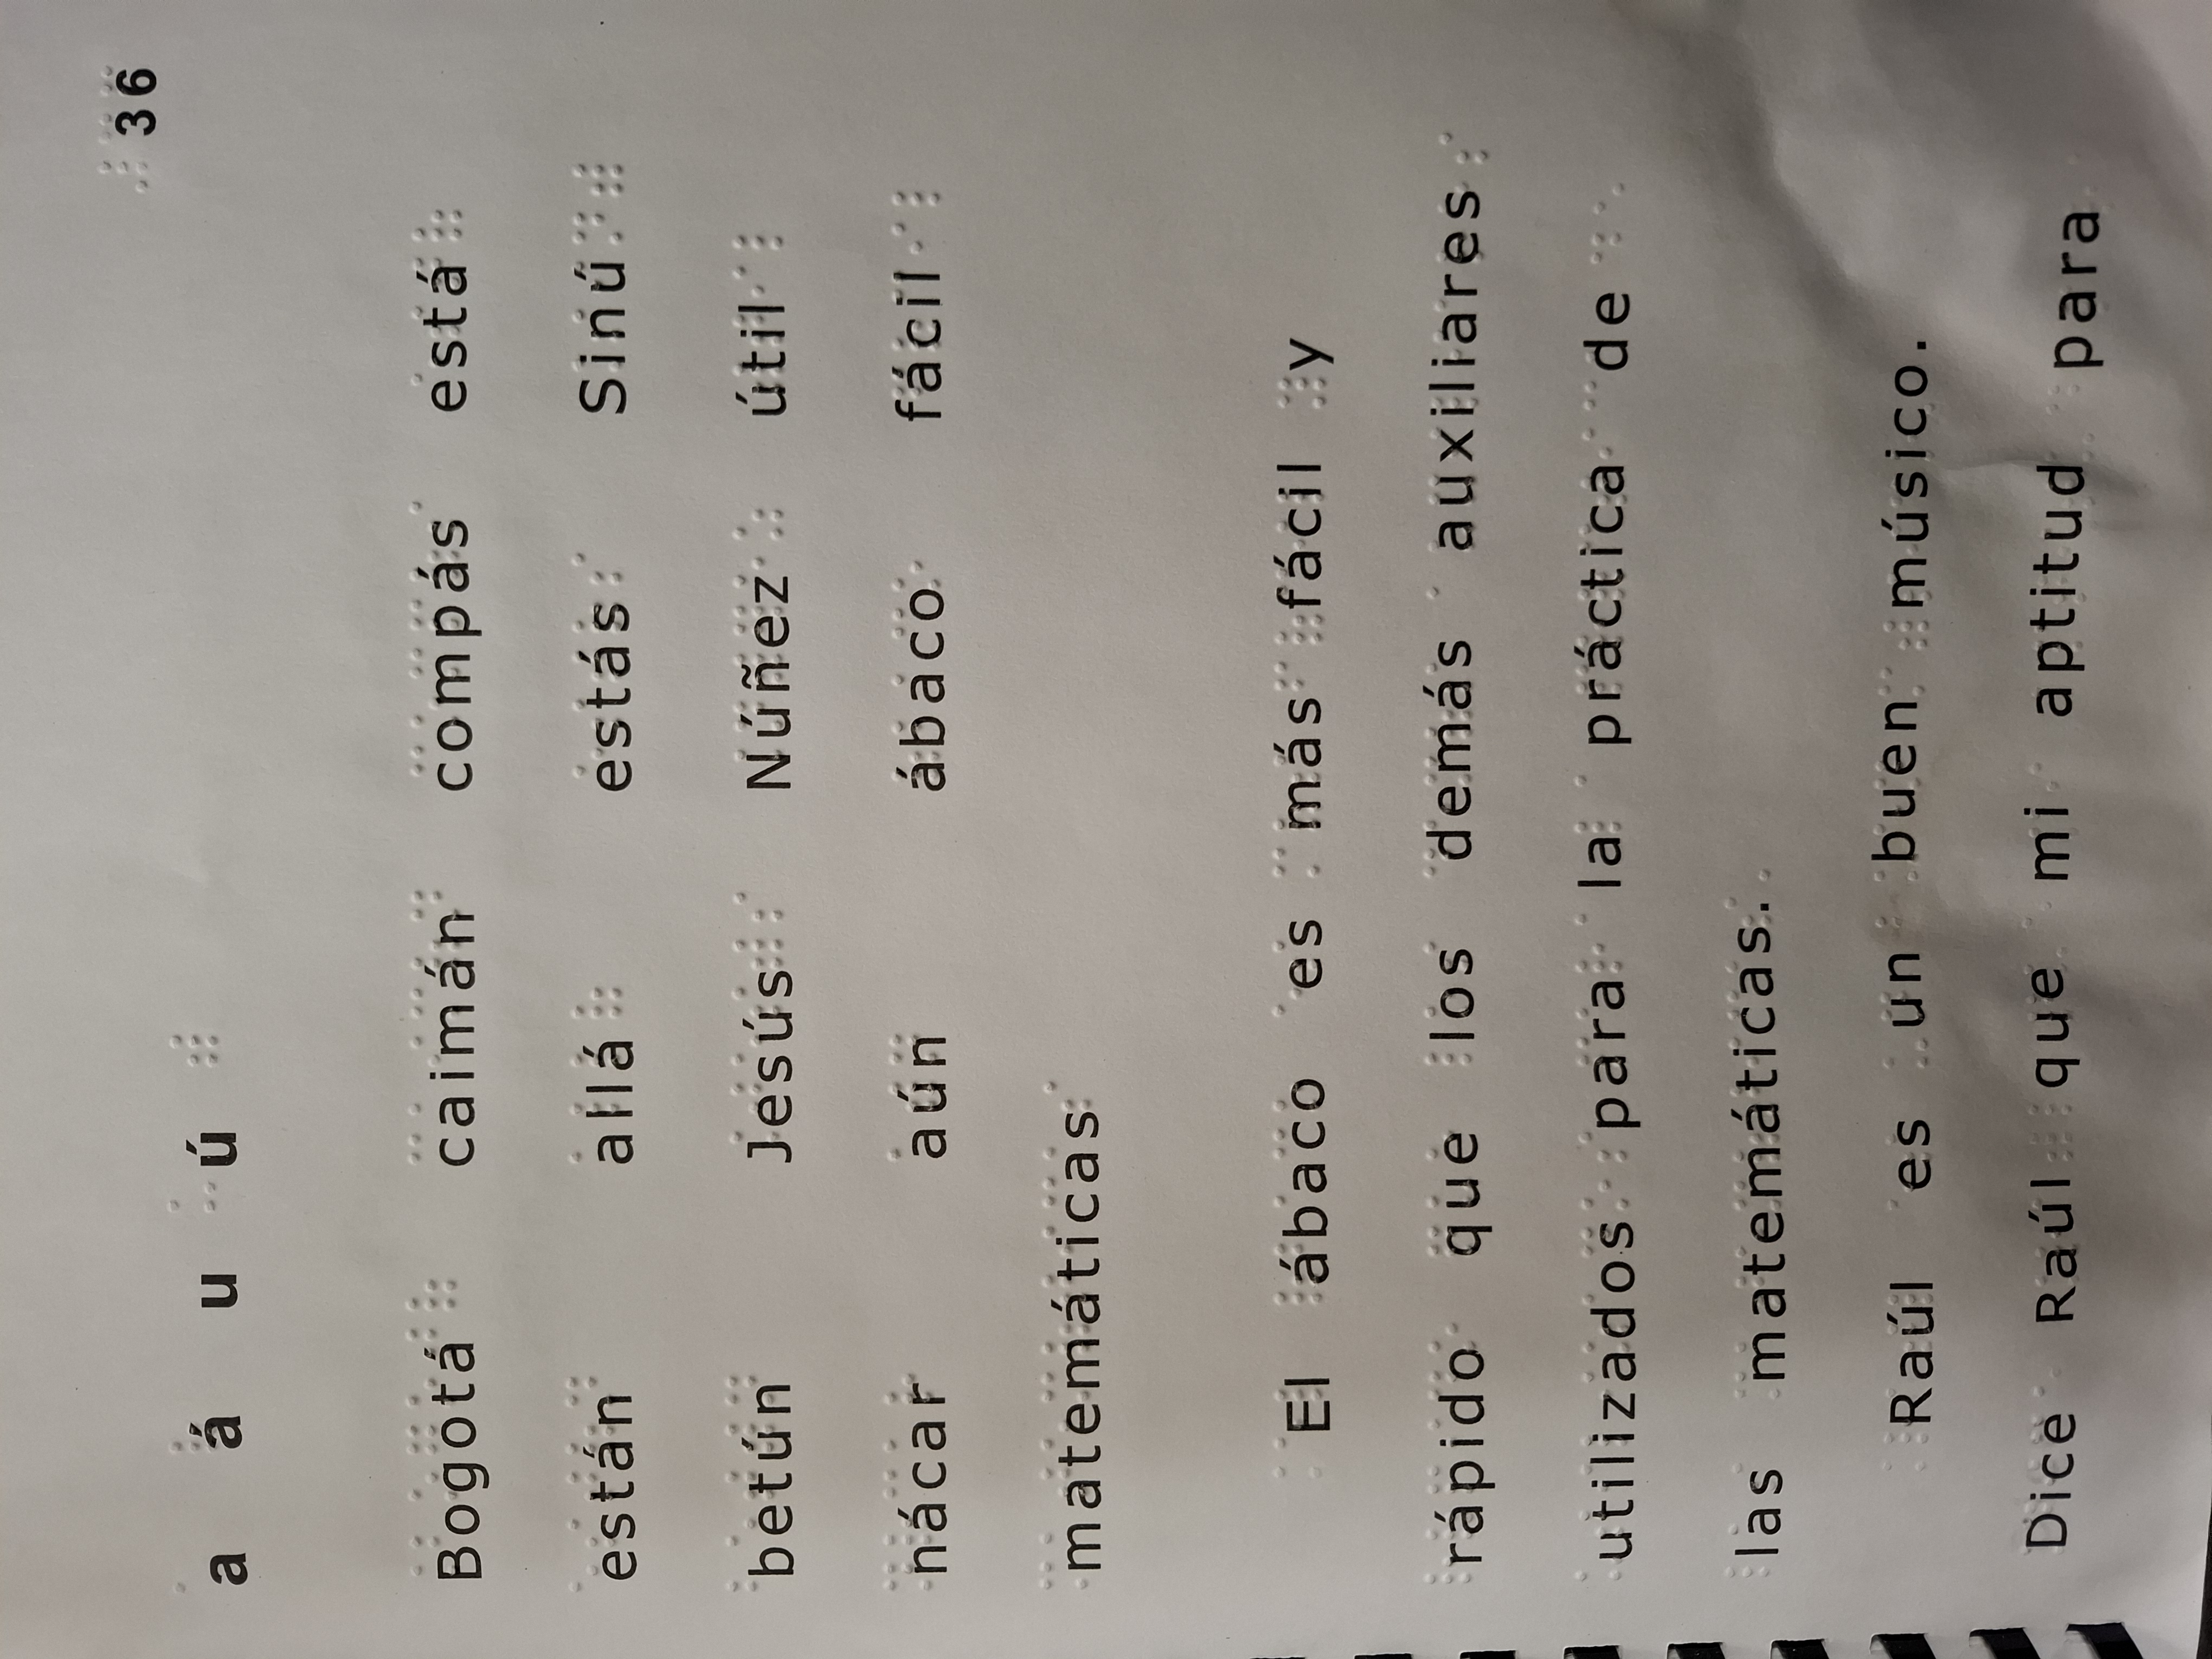 36
a á u ú
Bogotá caimán compás está
están allá estás Sinú
betún Jesús Núñez útil
nácar aún ábaco fácil
matemáticas
El ábaco es más fácil y
rápido que los demás auxiliares
utilizados para la práctica de
las matemáticas.
Raúl es un buen músico.
Dice Raúl que mi aptitud para